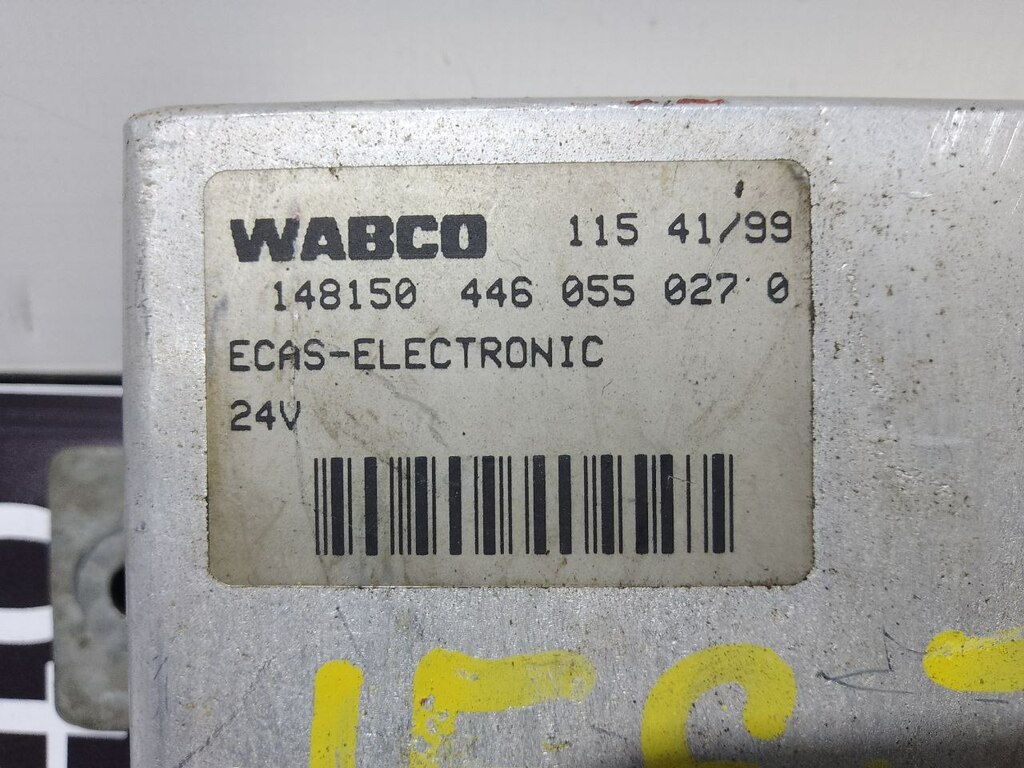 WABCO 115 41/99
148150 446 055 027 0
ECAS-ELECTRONIC
24V